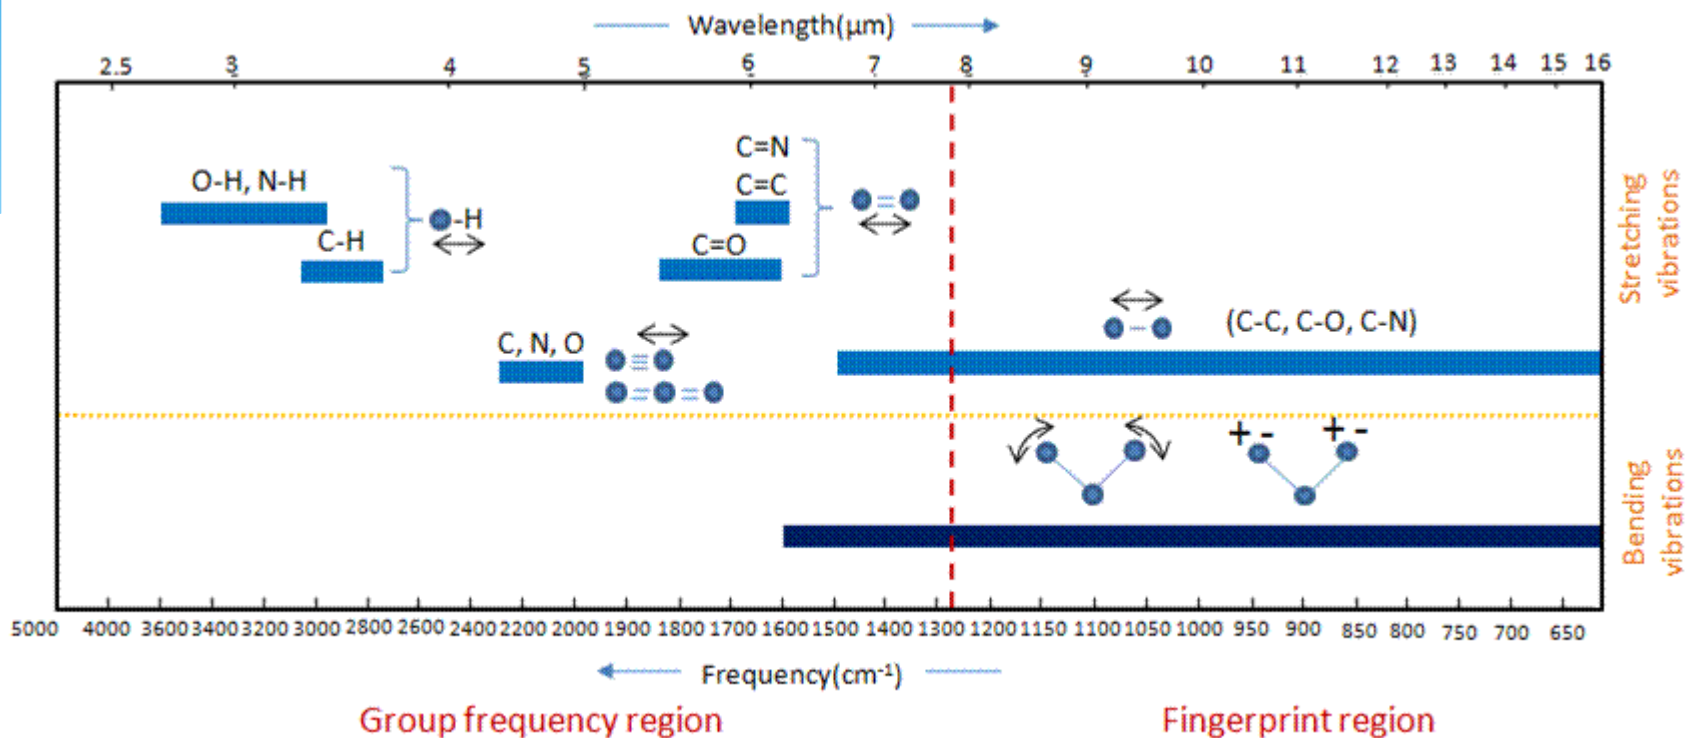 Wavelength(µm)
2.5 3 4 5 6 7 8 9 10 11 12 13 14 15 16
C=N
O-H, N-H
C=C
-H
C-H
C=O
(C-C, C-O, C-N)
C, N, O
Stretching
vibrations
+ - + -
Bending
vibrations
5000 4000 3600 3400 3200 3000 2800 2600 2400 2200 2000 1900 1800 1700 1600 1500 1400 1300 1200 1150 1100 1050 1000 950 900 850 800 750 700 650
Frequency(cm⁻¹)
Group frequency region
Fingerprint region